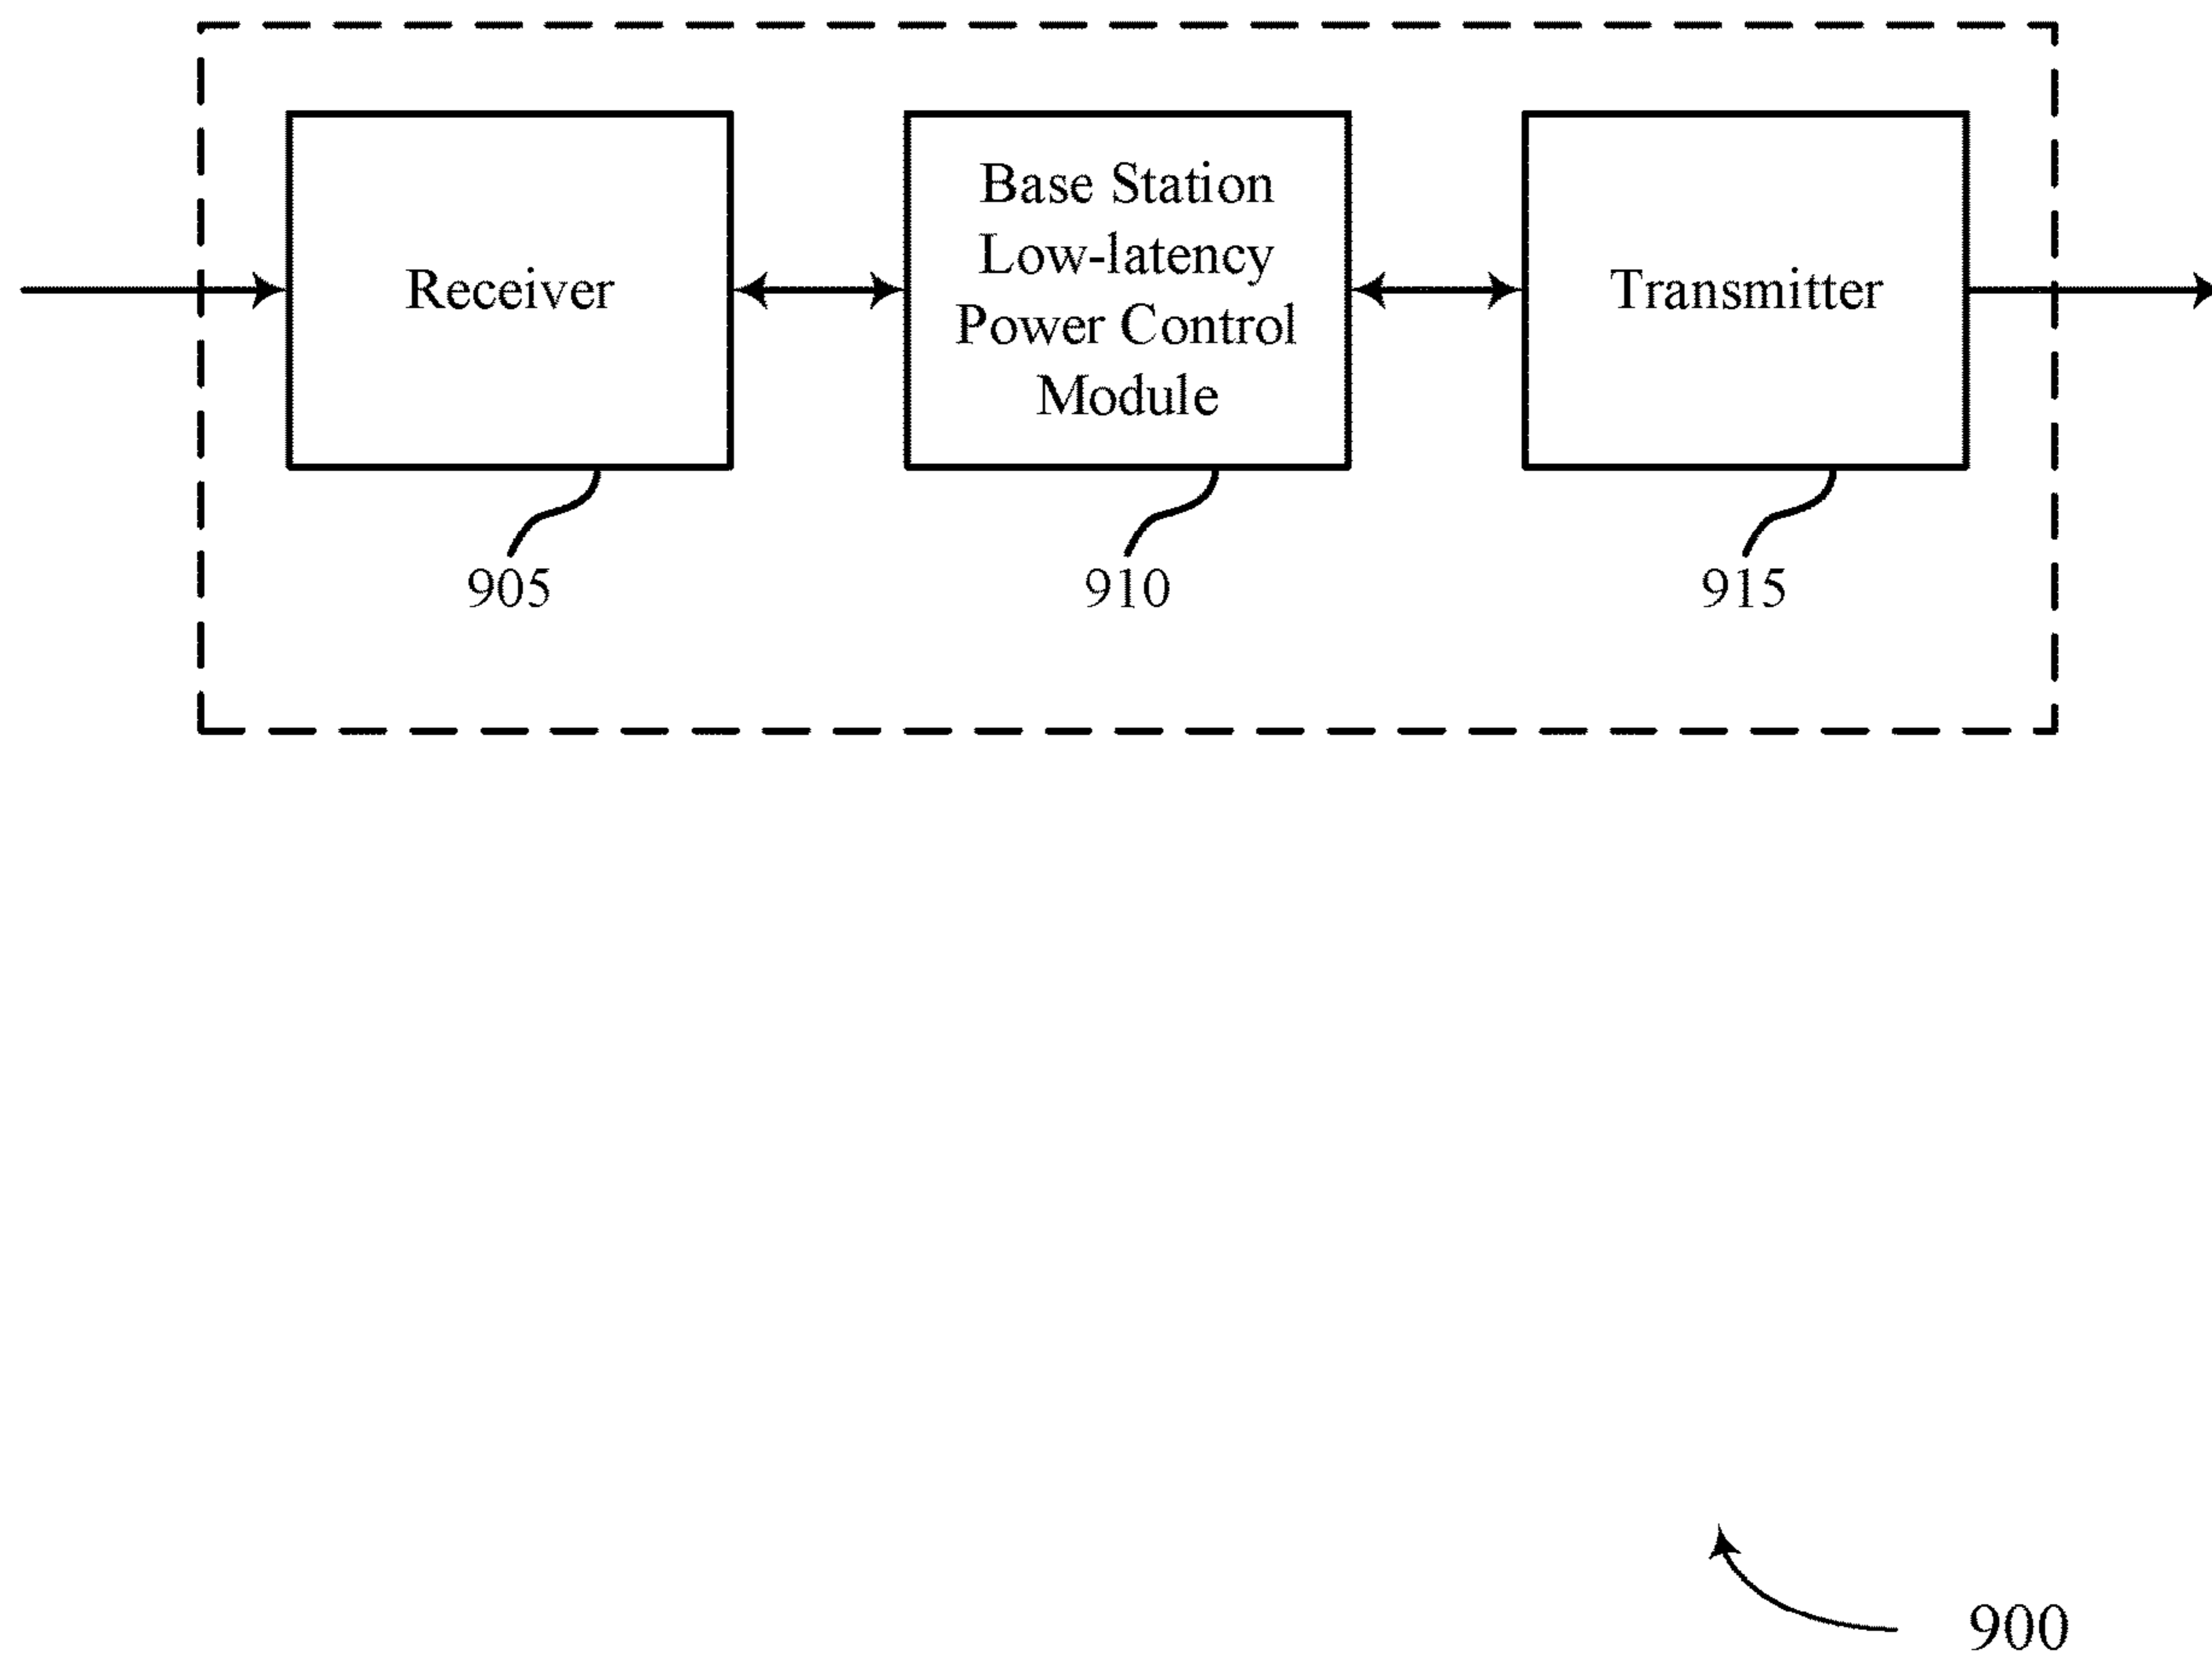 Receiver
Base Station
Low-latency
Power Control
Module
Transmitter
905
910
915
900